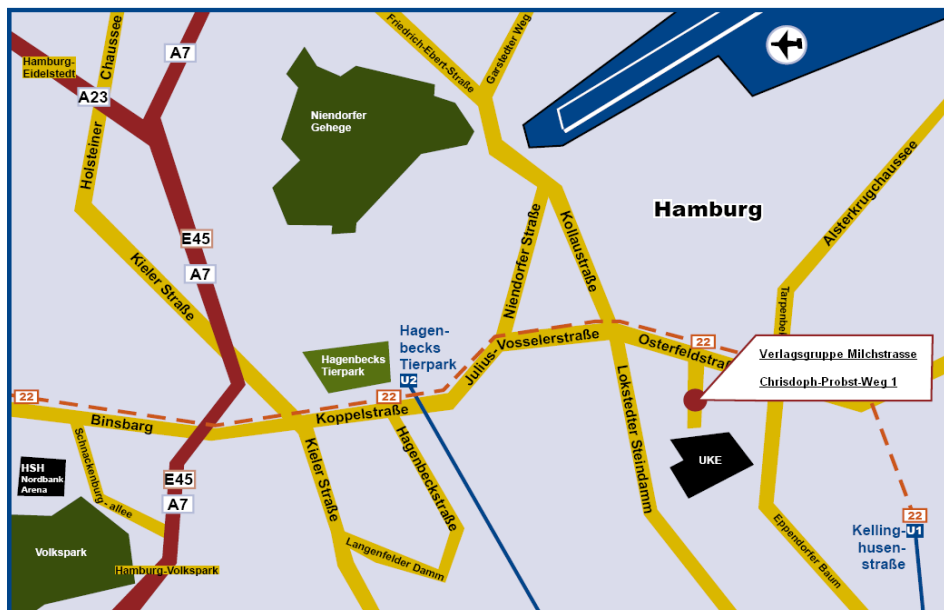 A7
Hamburg-
Eidelstedt
A23
Holsteiner Chaussee
Friedrich-Ebert-Straße
Garstedter Weg
Niendorfer
Gehege
Hamburg
Alsterkrugchaussee
E45
A7
Kieler Straße
Niendorfer Straße
Kollaustraße
Hagen-
becks
Tierpark
U2
Hagenbecks
Tierpark
Julius-Vosselerstraße
Osterfeldstraß
22
Verlagsgruppe Milchstrasse
Chrisdoph-Probst-Weg 1
22
Binsbarg
Koppelstraße
22
Lokstedter Steindamm
Schnackenburg-allee
HSH
Nordbank
Arena
E45
A7
Kieler Straße
Hagenbeckstraße
UKE
Langenfelder Damm
Eppendorfer Baum
22
U1
Kelling-
husen-
straße
Volkspark
Hamburg-Volkspark